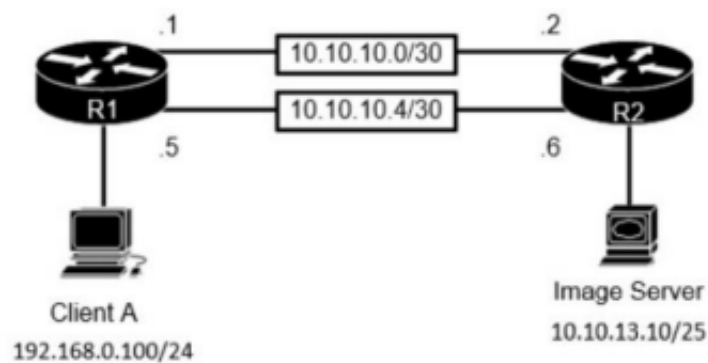 .1
10.10.10.0/30
.2
R1
10.10.10.4/30
R2
.5
.6
Client A
192.168.0.100/24
Image Server
10.10.13.10/25